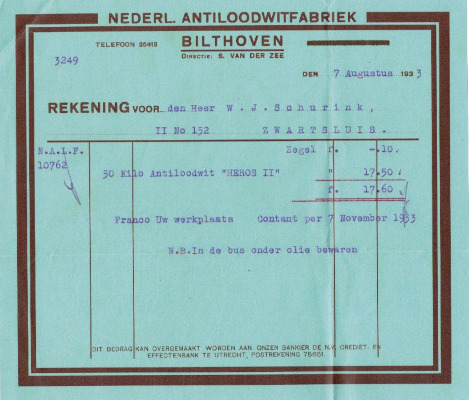 NEDERL. ANTILOODWITFABRIEK
TELEFOON 26418 BILTHOVEN
DIRECTIE: S. VAN DER ZEE
3249
DEN 7 Augustus 1933
REKENING VOOR den Heer W.J.Schurink,
II No 152 ZWARTSLUIS.
N.A.L.F. Zegel f. -.10.
10762
50 Kilo Antiloodwit "HEROS II" " 17.50
f. 17.60
Franco Uw werkplaats Contant per 7 November 1933
N.B.In de bus onder olie bewaren
DIT BEDRAG KAN OVERGEMAAKT WORDEN AAN ONZEN BANKIER DE N.V. CREDIET- EN
EFFECTENBANK TE UTRECHT, POSTREKENING 75651.